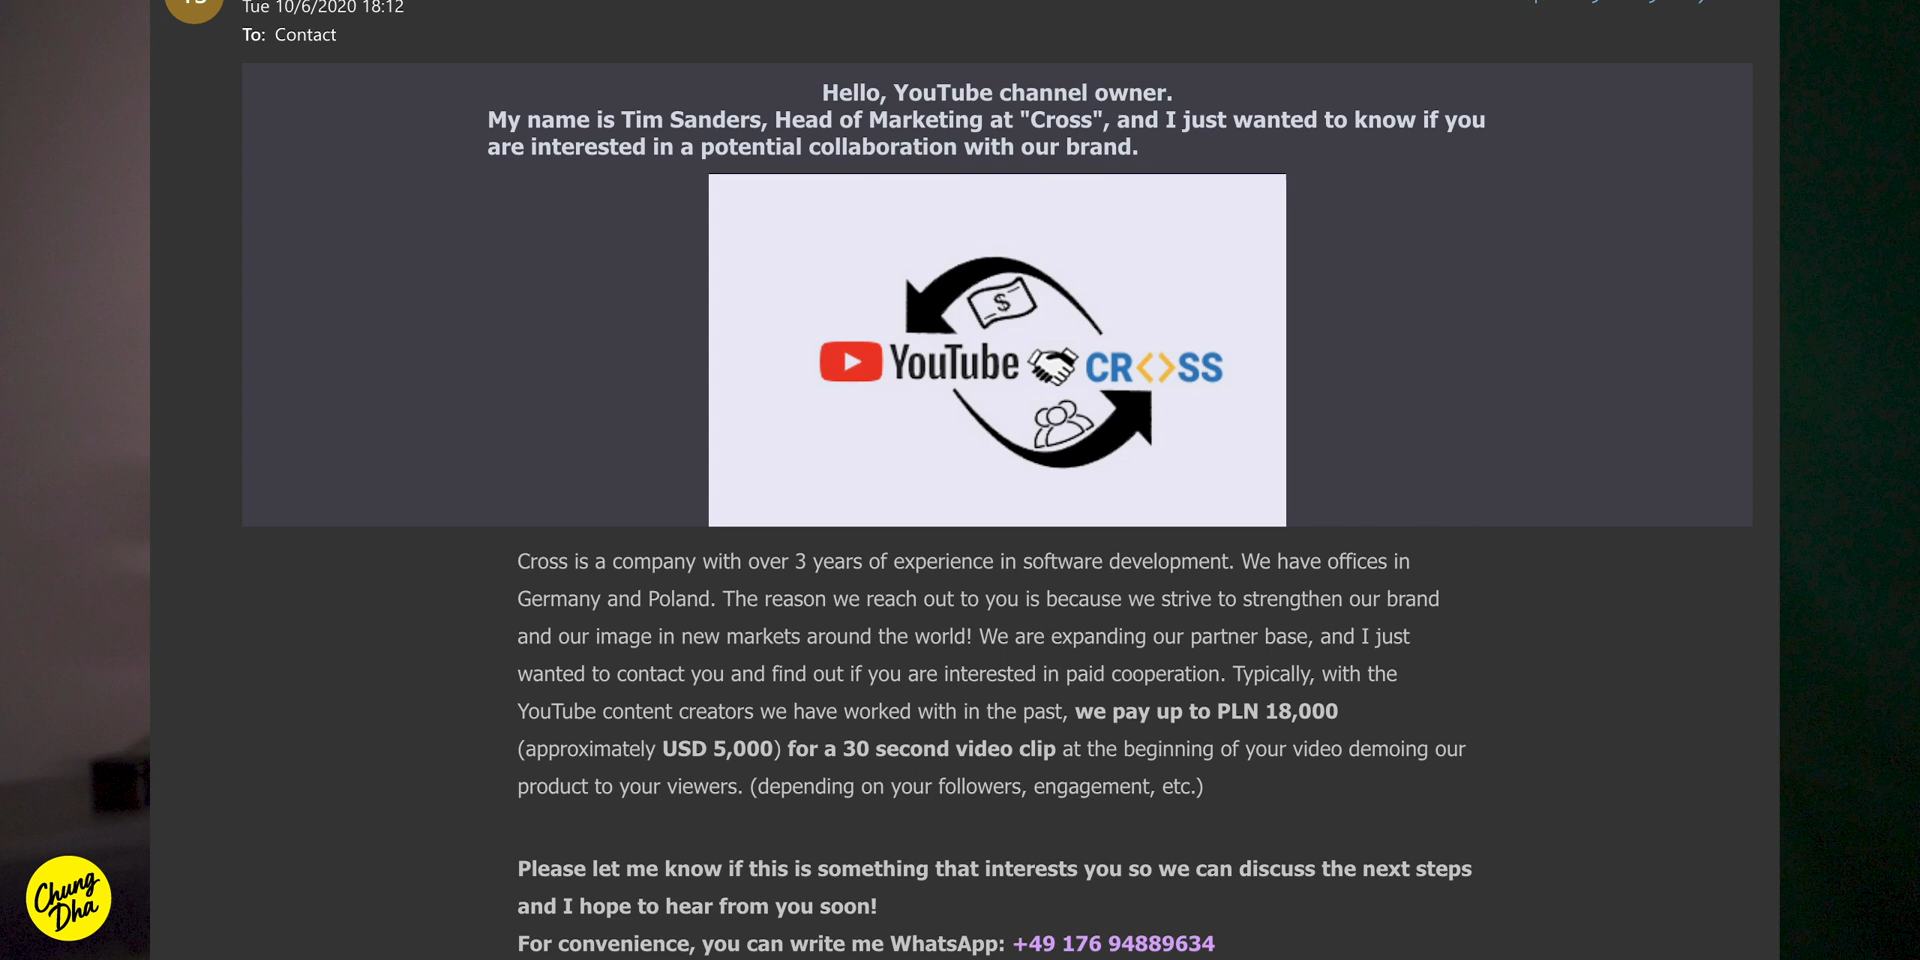 Tue 10/6/2020 18:12
To: Contact
Hello, YouTube channel owner.
My name is Tim Sanders, Head of Marketing at "Cross", and I just wanted to know if you
are interested in a potential collaboration with our brand.
$
YouTube CR<>SS
Cross is a company with over 3 years of experience in software development. We have offices in
Germany and Poland. The reason we reach out to you is because we strive to strengthen our brand
and our image in new markets around the world! We are expanding our partner base, and I just
wanted to contact you and find out if you are interested in paid cooperation. Typically, with the
YouTube content creators we have worked with in the past, we pay up to PLN 18,000
(approximately USD 5,000) for a 30 second video clip at the beginning of your video demoing our
product to your viewers. (depending on your followers, engagement, etc.)
Please let me know if this is something that interests you so we can discuss the next steps
and I hope to hear from you soon!
For convenience, you can write me WhatsApp: +49 176 94889634
Chung
Dha